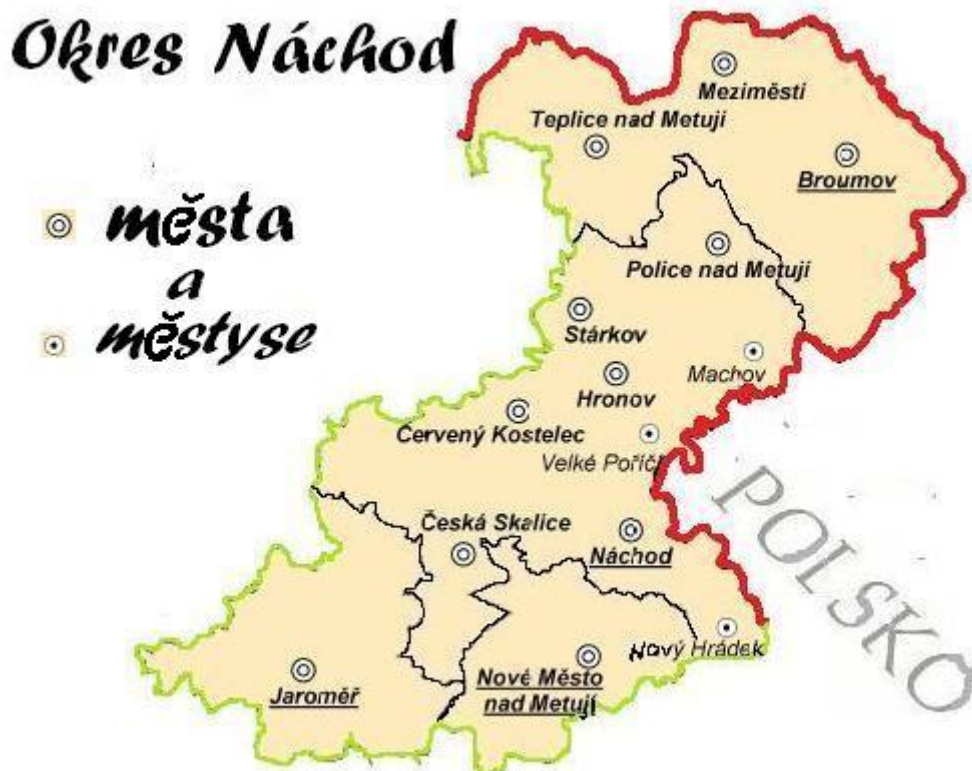 Okres Náchod
města
a
městyse
Meziměstí
Teplice nad Metují
Broumov
Police nad Metují
Stárkov
Machov
Hronov
Červený Kostelec
Velké Poříčí
POLSKO
Česká Skalice
Náchod
Nový Hrádek
Jaroměř
Nové Město
nad Metují